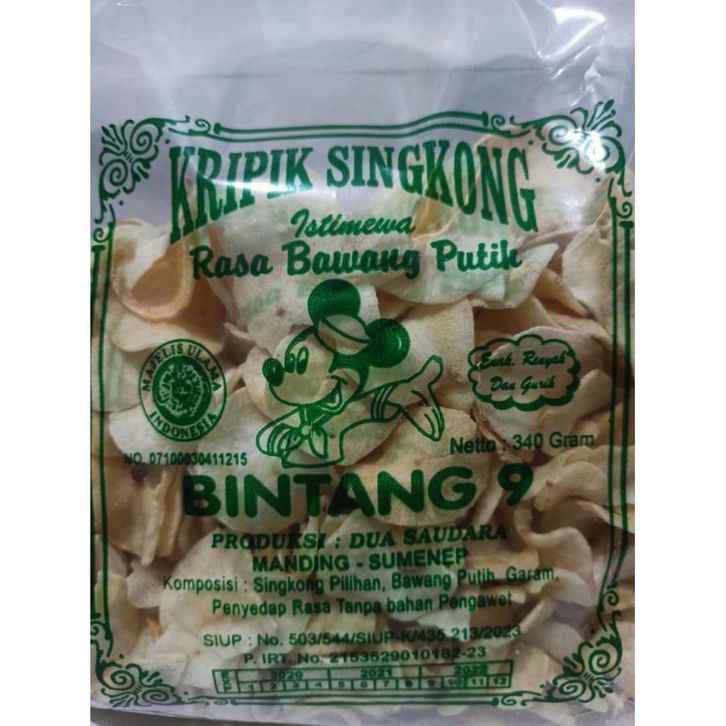 KRIPIK SINGKONG
Istimewa
Rasa Bawang Putih
MAJELIS ULAMA
INDONESIA
Enak, Renyah
Dan Gurih
NO. 07100030411215
Netto : 340 Gram
BINTANG 9
PRODUKSI : DUA SAUDARA
MANDING - SUMENEP
Komposisi : Singkong Pilihan, Bawang Putih, Garam,
Penyedap Rasa Tanpa bahan Pengawet
SIUP : No. 503/544/SIUP-K/435.213/2023
P. IRT. No. 2153529010182-23
EXP 2020 2021 2022
1 2 3 4 5 6 7 8 9 10 11 12